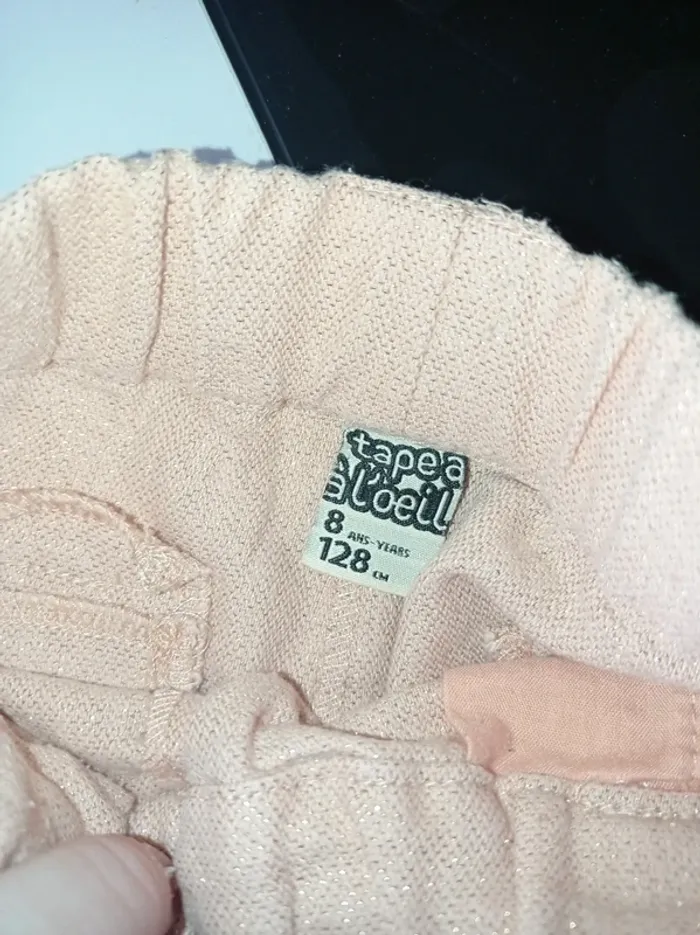 tape a
à l'oeil
8 ANS-YEARS
128 CM